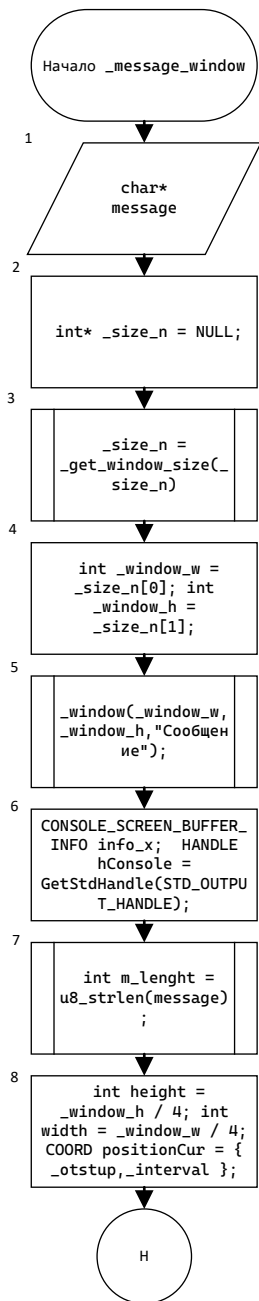 Начало _message_window
1
char*
message
2
int* _size_n = NULL;
3
_size_n =
_get_window_size(_
size_n)
4
int _window_w =
_size_n[0]; int
_window_h =
_size_n[1];
5
_window(_window_w,
_window_h,"Сообщен
ие");
6
CONSOLE_SCREEN_BUFFER_
INFO info_x; HANDLE
hConsole =
GetStdHandle(STD_OUTPU
T_HANDLE);
7
int m_lenght =
u8_strlen(message)
;
8
int height =
_window_h / 4; int
width = _window_w / 4;
COORD positionCur = {
_otstup,_interval };
Н